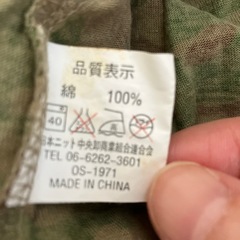 品質表示
綿 100%
40
日本ニット中央卸商業組合連合会
TEL 06-6262-3601
OS-1971
MADE IN CHINA